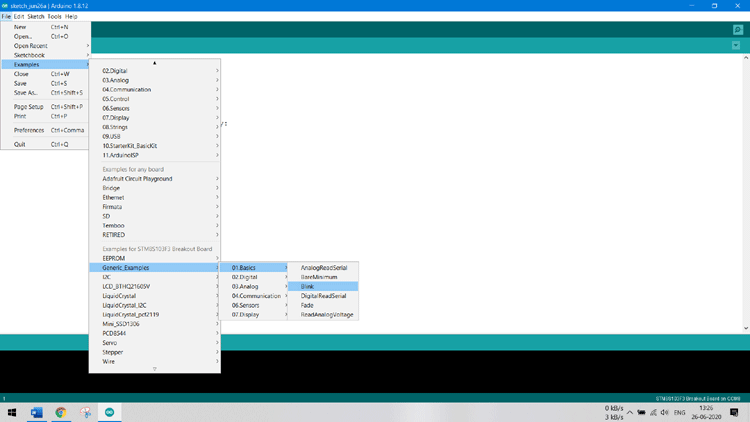 sketch_jun26a | Arduino 1.8.12
File Edit Sketch Tools Help
New Ctrl+N
Open... Ctrl+O
Open Recent
Sketchbook
Examples
Close Ctrl+W
Save Ctrl+S
Save As... Ctrl+Shift+S
Page Setup Ctrl+Shift+P
Print Ctrl+P
Preferences Ctrl+Comma
Quit Ctrl+Q
02.Digital
03.Analog
04.Communication
05.Control
06.Sensors
07.Display
08.Strings
09.USB
10.StarterKit_BasicKit
11.ArduinoISP
Examples for any board
Adafruit Circuit Playground
Bridge
Ethernet
Firmata
SD
Temboo
RETIRED
Examples for STM8S103F3 Breakout Board
EEPROM
Generic_Examples
I2C
LCD_BTHQ21605V
LiquidCrystal
LiquidCrystal_I2C
LiquidCrystal_pcf2119
Mini_SSD1306
PCD8544
Servo
Stepper
Wire
01.Basics
02.Digital
03.Analog
04.Communication
06.Sensors
07.Display
AnalogReadSerial
BareMinimum
Blink
DigitalReadSerial
Fade
ReadAnalogVoltage
1
STM8S103F3 Breakout Board on COM8
0 kB/s
3 kB/s
ENG
13:26
26-06-2020